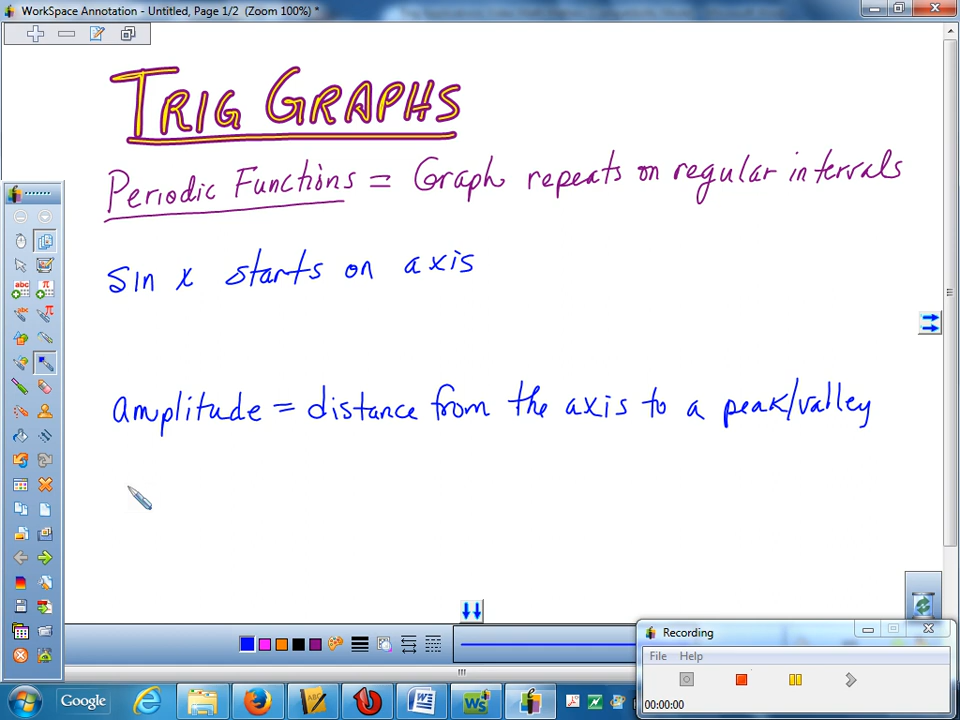 WorkSpace Annotation - Untitled, Page 1/2 (Zoom 100%) *
TRIG GRAPHS
Periodic Functions = Graph repeats on regular intervals
sin x starts on axis
amplitude = distance from the axis to a peak/valley
Recording
File Help
00:00:00
Google